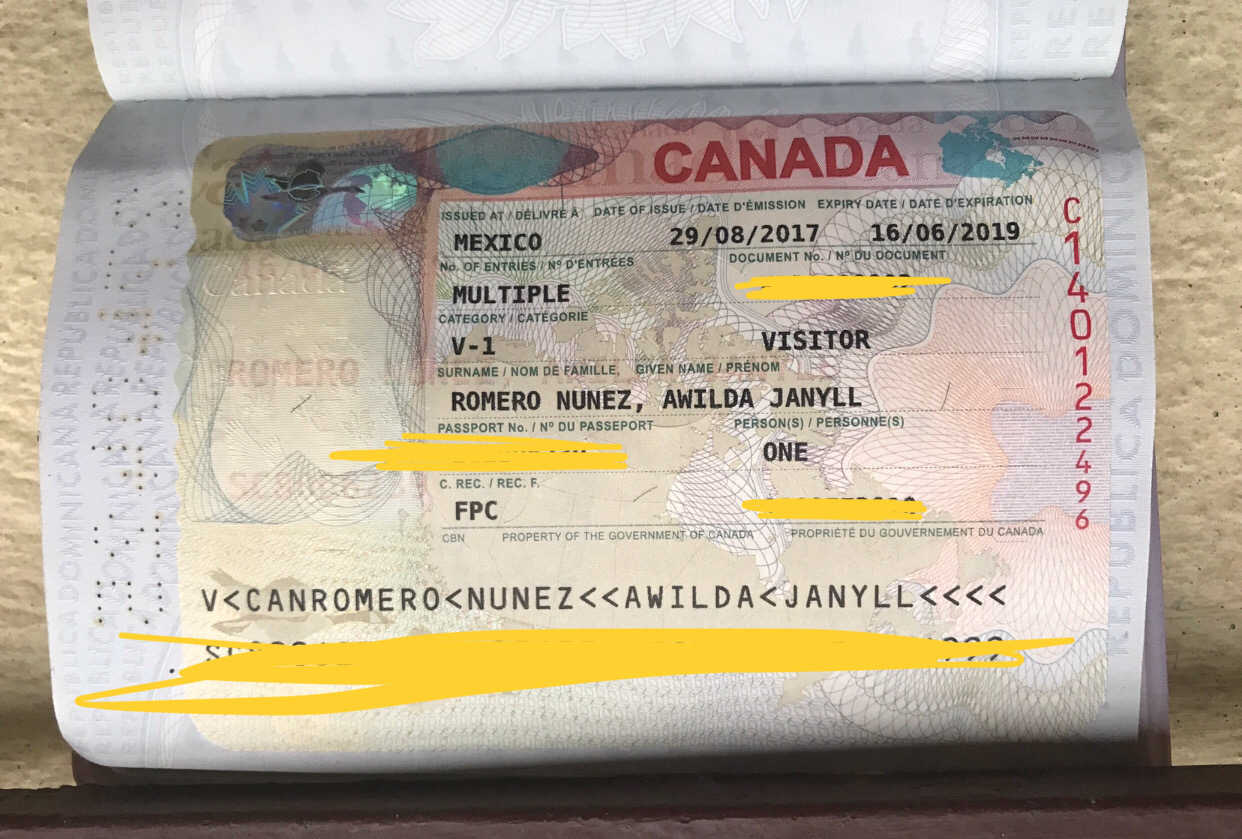 CANADA
ISSUED AT / DÉLIVRÉ À DATE OF ISSUE / DATE D'ÉMISSION EXPIRY DATE / DATE D'EXPIRATION
MEXICO 29/08/2017 16/06/2019
No. OF ENTRIES / Nº D'ENTRÉES DOCUMENT No. / Nº DU DOCUMENT
MULTIPLE
CATEGORY / CATÉGORIE
V-1 VISITOR
SURNAME / NOM DE FAMILLE, GIVEN NAME / PRÉNOM
ROMERO NUNEZ, AWILDA JANYLL
PASSPORT No. / Nº DU PASSEPORT PERSON(S) / PERSONNE(S)
ONE
C. REC. / REC. F.
FPC
CBN PROPERTY OF THE GOVERNMENT OF CANADA PROPRIÉTÉ DU GOUVERNEMENT DU CANADA
V<CANROMERO<NUNEZ<<AWILDA<JANYLL<<<<
C140122496
REPUBLICA DOMINICANA